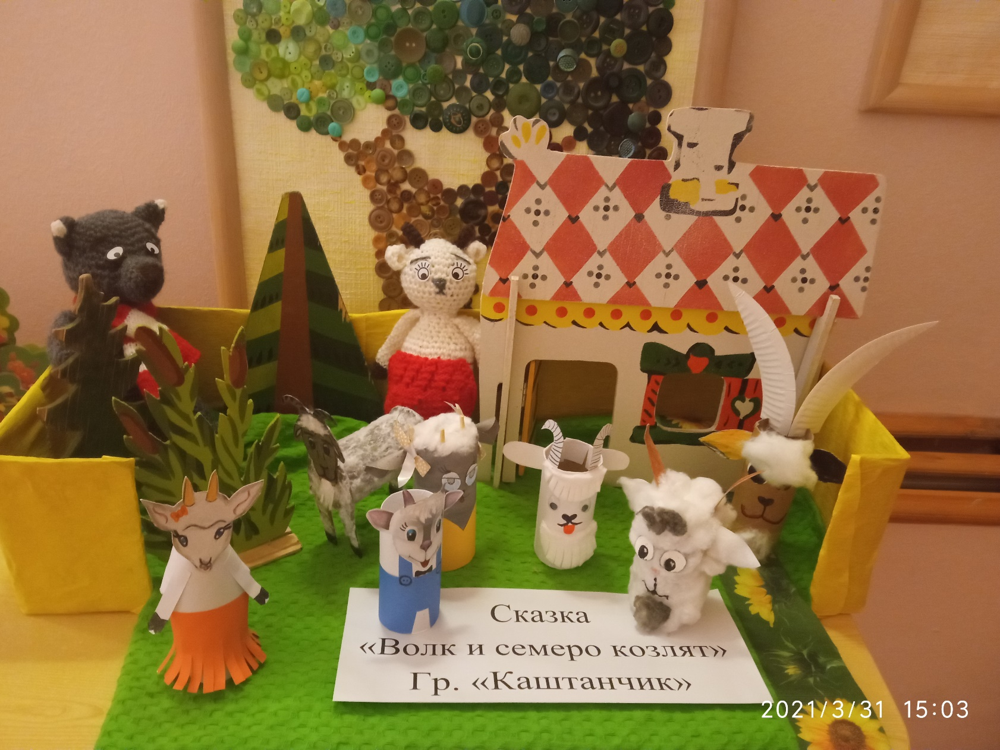 Сказка
«Волк и семеро козлят»
Гр. «Каштанчик»
2021/3/31 15:03